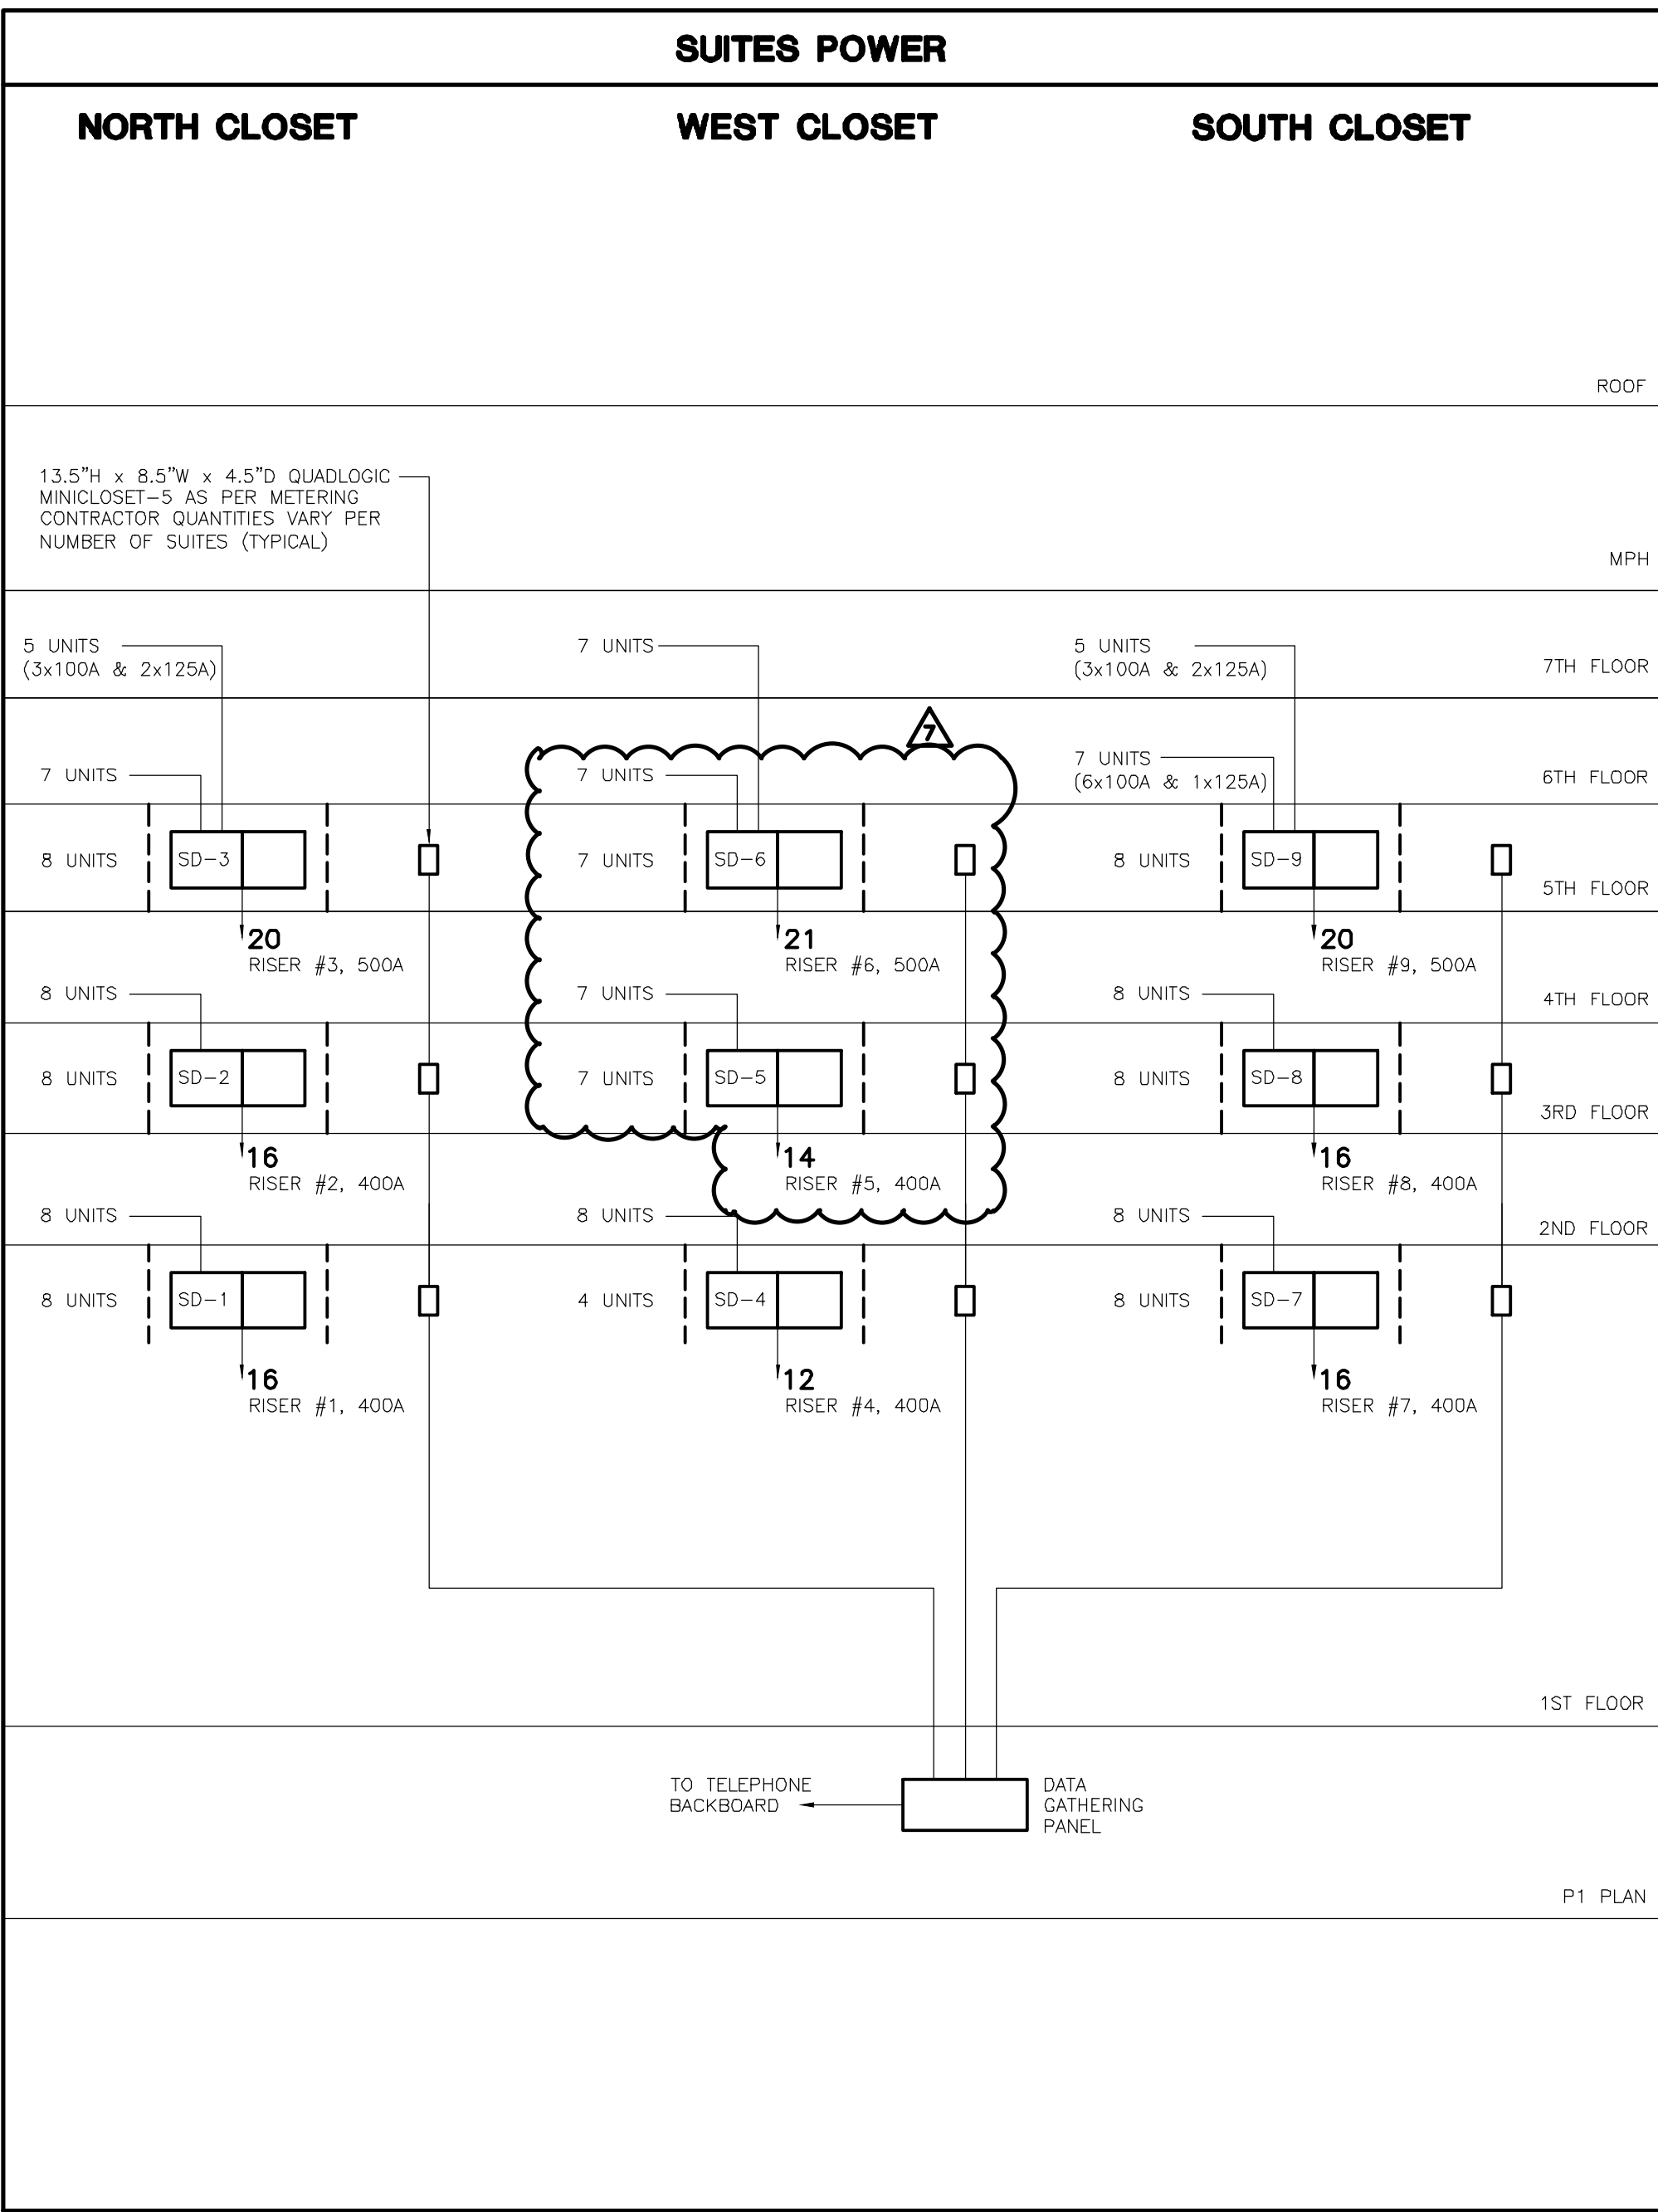 SUITES POWER
NORTH CLOSET
WEST CLOSET
SOUTH CLOSET
ROOF
13.5"H x 8.5"W x 4.5"D QUADLOGIC
MINICLOSET-5 AS PER METERING
CONTRACTOR QUANTITIES VARY PER
NUMBER OF SUITES (TYPICAL)
MPH
5 UNITS
(3x100A & 2x125A)
7 UNITS
5 UNITS
(3x100A & 2x125A)
7TH FLOOR
7
7 UNITS
7 UNITS
7 UNITS
(6x100A & 1x125A)
6TH FLOOR
8 UNITS
SD-3
7 UNITS
SD-6
8 UNITS
SD-9
5TH FLOOR
20
RISER #3, 500A
21
RISER #6, 500A
20
RISER #9, 500A
8 UNITS
7 UNITS
8 UNITS
4TH FLOOR
8 UNITS
SD-2
7 UNITS
SD-5
8 UNITS
SD-8
3RD FLOOR
16
RISER #2, 400A
14
RISER #5, 400A
16
RISER #8, 400A
8 UNITS
8 UNITS
8 UNITS
2ND FLOOR
8 UNITS
SD-1
4 UNITS
SD-4
8 UNITS
SD-7
16
RISER #1, 400A
12
RISER #4, 400A
16
RISER #7, 400A
1ST FLOOR
TO TELEPHONE
BACKBOARD
DATA
GATHERING
PANEL
P1 PLAN